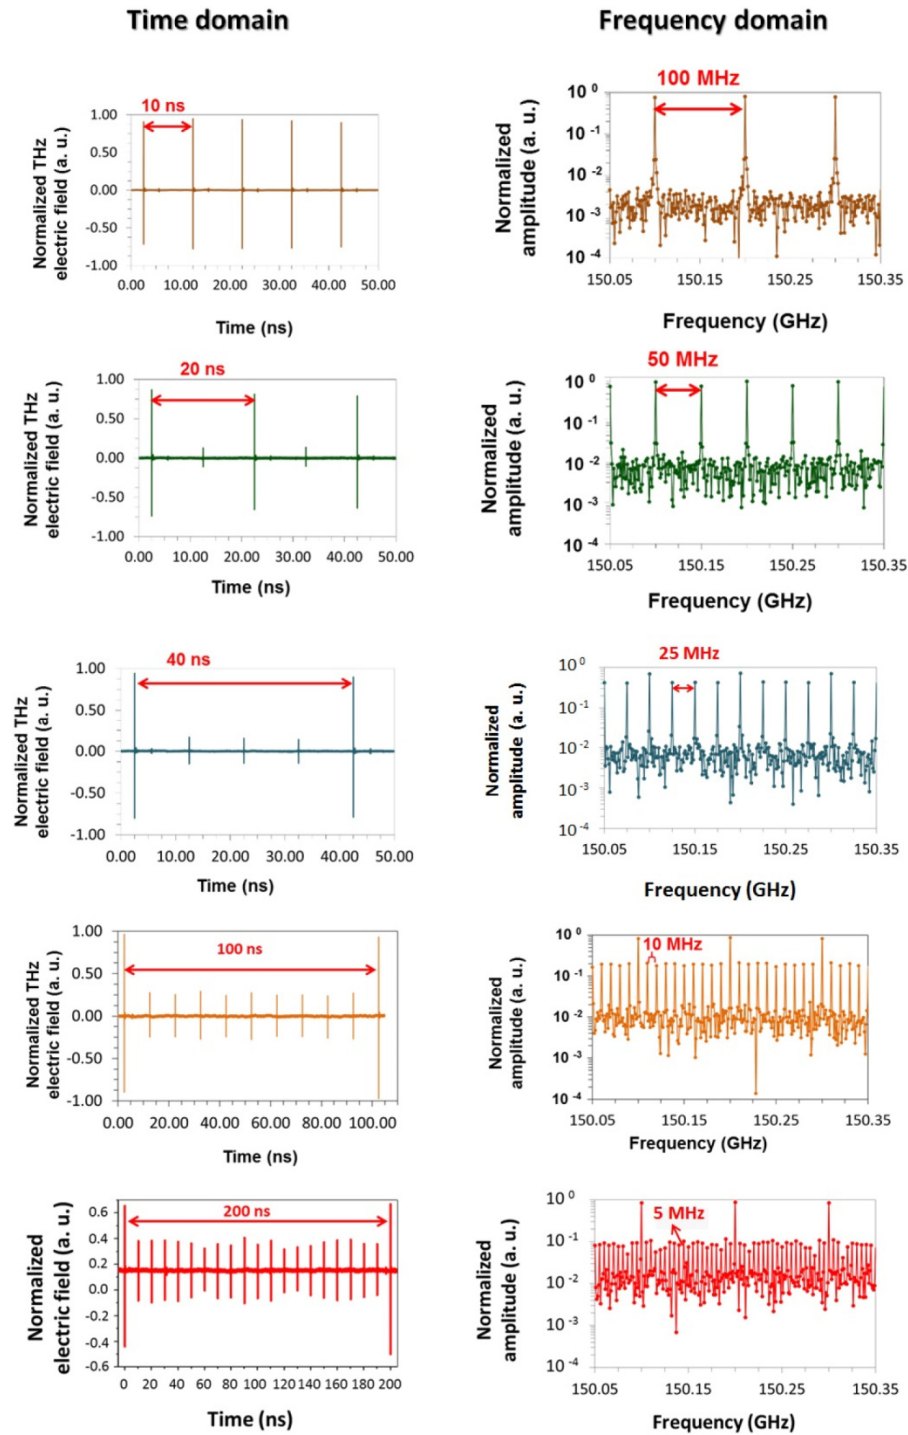 Time domain
Frequency domain
Normalized THz
electric field (a. u.)
10 ns
1.00
0.50
0.00
-0.50
-1.00
0.00 10.00 20.00 30.00 40.00 50.00
Time (ns)
Normalized
amplitude (a. u.)
100 MHz
10 0
10 -1
10 -2
10 -3
10 -4
150.05 150.15 150.25 150.35
Frequency (GHz)
Normalized THz
electric field (a. u.)
20 ns
1.00
0.50
0.00
-0.50
-1.00
0.00 10.00 20.00 30.00 40.00 50.00
Time (ns)
Normalized
amplitude (a. u.)
50 MHz
10 0
10 -1
10 -2
10 -3
10 -4
150.05 150.15 150.25 150.35
Frequency (GHz)
Normalized THz
electric field (a. u.)
40 ns
1.00
0.50
0.00
-0.50
-1.00
0.00 10.00 20.00 30.00 40.00 50.00
Time (ns)
Normalized
amplitude (a. u.)
25 MHz
10 0
10 -1
10 -2
10 -3
10 -4
150.05 150.15 150.25 150.35
Frequency (GHz)
Normalized THz
electric field (a. u.)
100 ns
1.00
0.50
0.00
-0.50
-1.00
0.00 20.00 40.00 60.00 80.00 100.00
Time (ns)
Normalized
amplitude (a. u.)
10 MHz
10 0
10 -1
10 -2
10 -3
10 -4
150.05 150.15 150.25 150.35
Frequency (GHz)
Normalized
electric field (a. u.)
200 ns
0.6
0.4
0.2
0.0
-0.2
-0.4
-0.6
0 20 40 60 80 100 120 140 160 180 200
Time (ns)
Normalized
amplitude (a. u.)
5 MHz
10 0
10 -1
10 -2
10 -3
10 -4
150.05 150.15 150.25 150.35
Frequency (GHz)